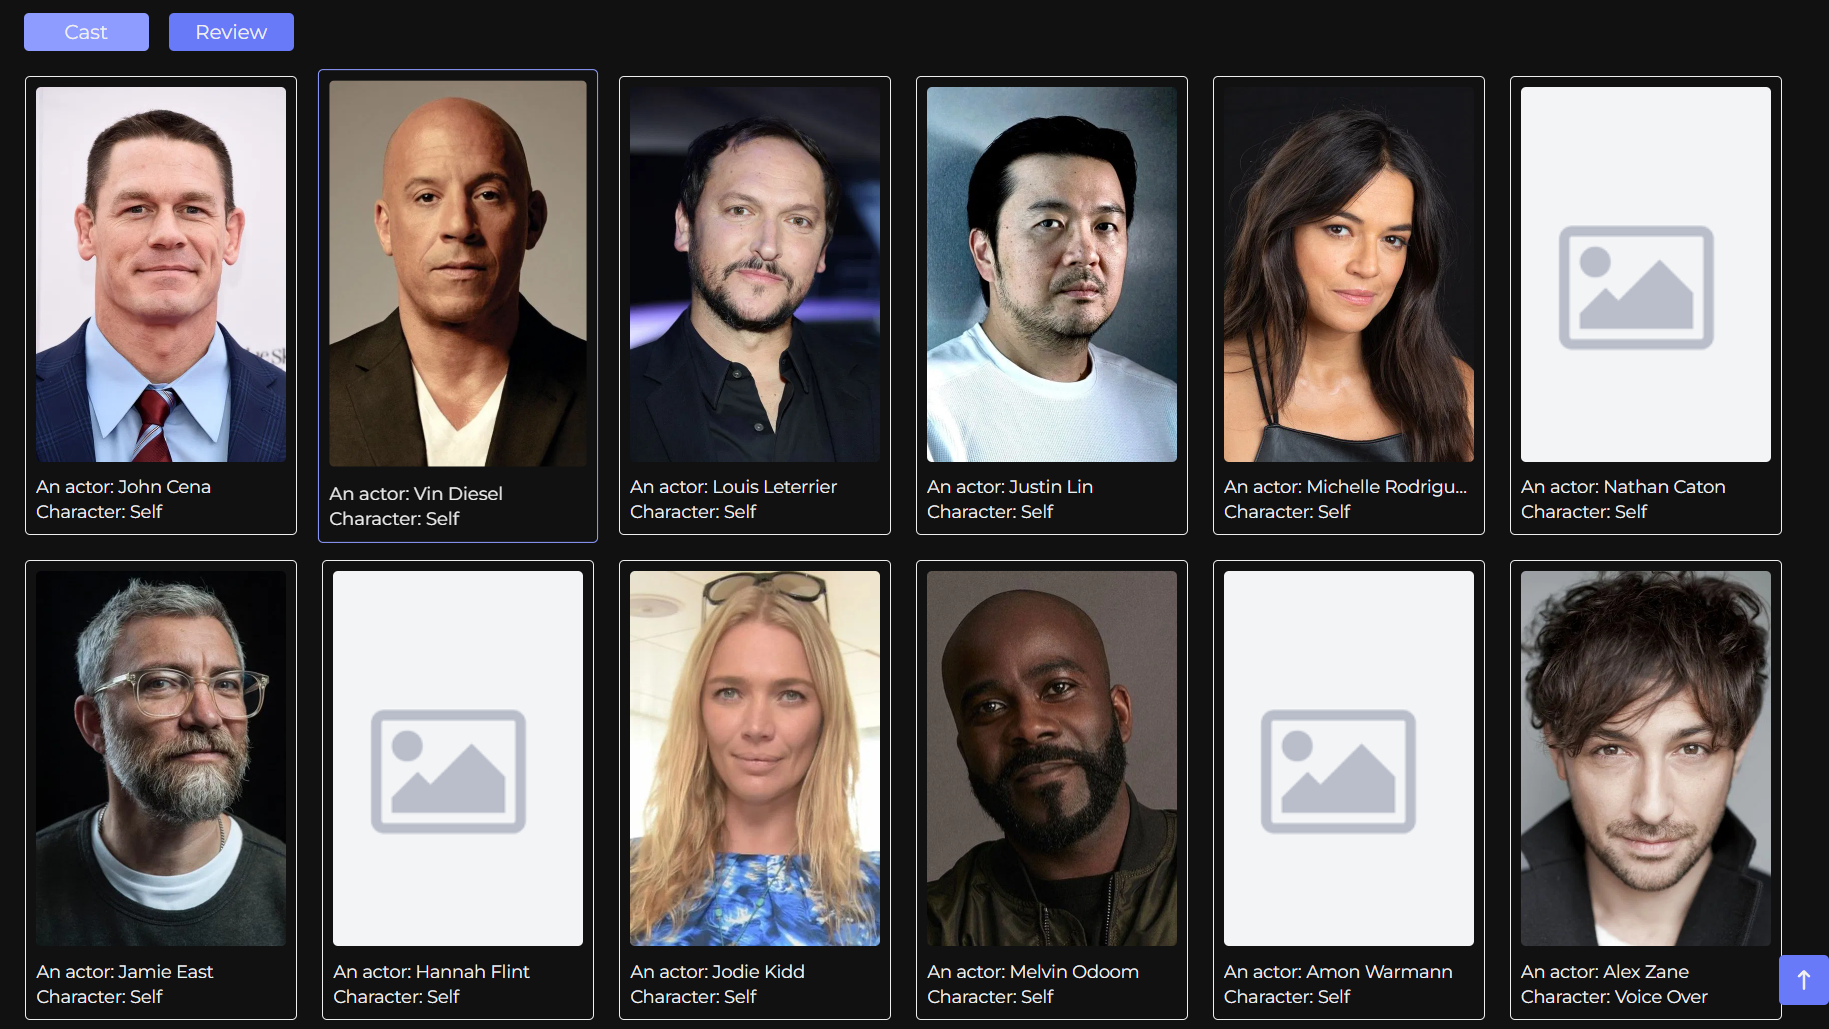 Cast
Review
An actor: John Cena
Character: Self
An actor: Vin Diesel
Character: Self
An actor: Louis Leterrier
Character: Self
An actor: Justin Lin
Character: Self
An actor: Michelle Rodrigu...
Character: Self
An actor: Nathan Caton
Character: Self
An actor: Jamie East
Character: Self
An actor: Hannah Flint
Character: Self
An actor: Jodie Kidd
Character: Self
An actor: Melvin Odoom
Character: Self
An actor: Amon Warmann
Character: Self
An actor: Alex Zane
Character: Voice Over